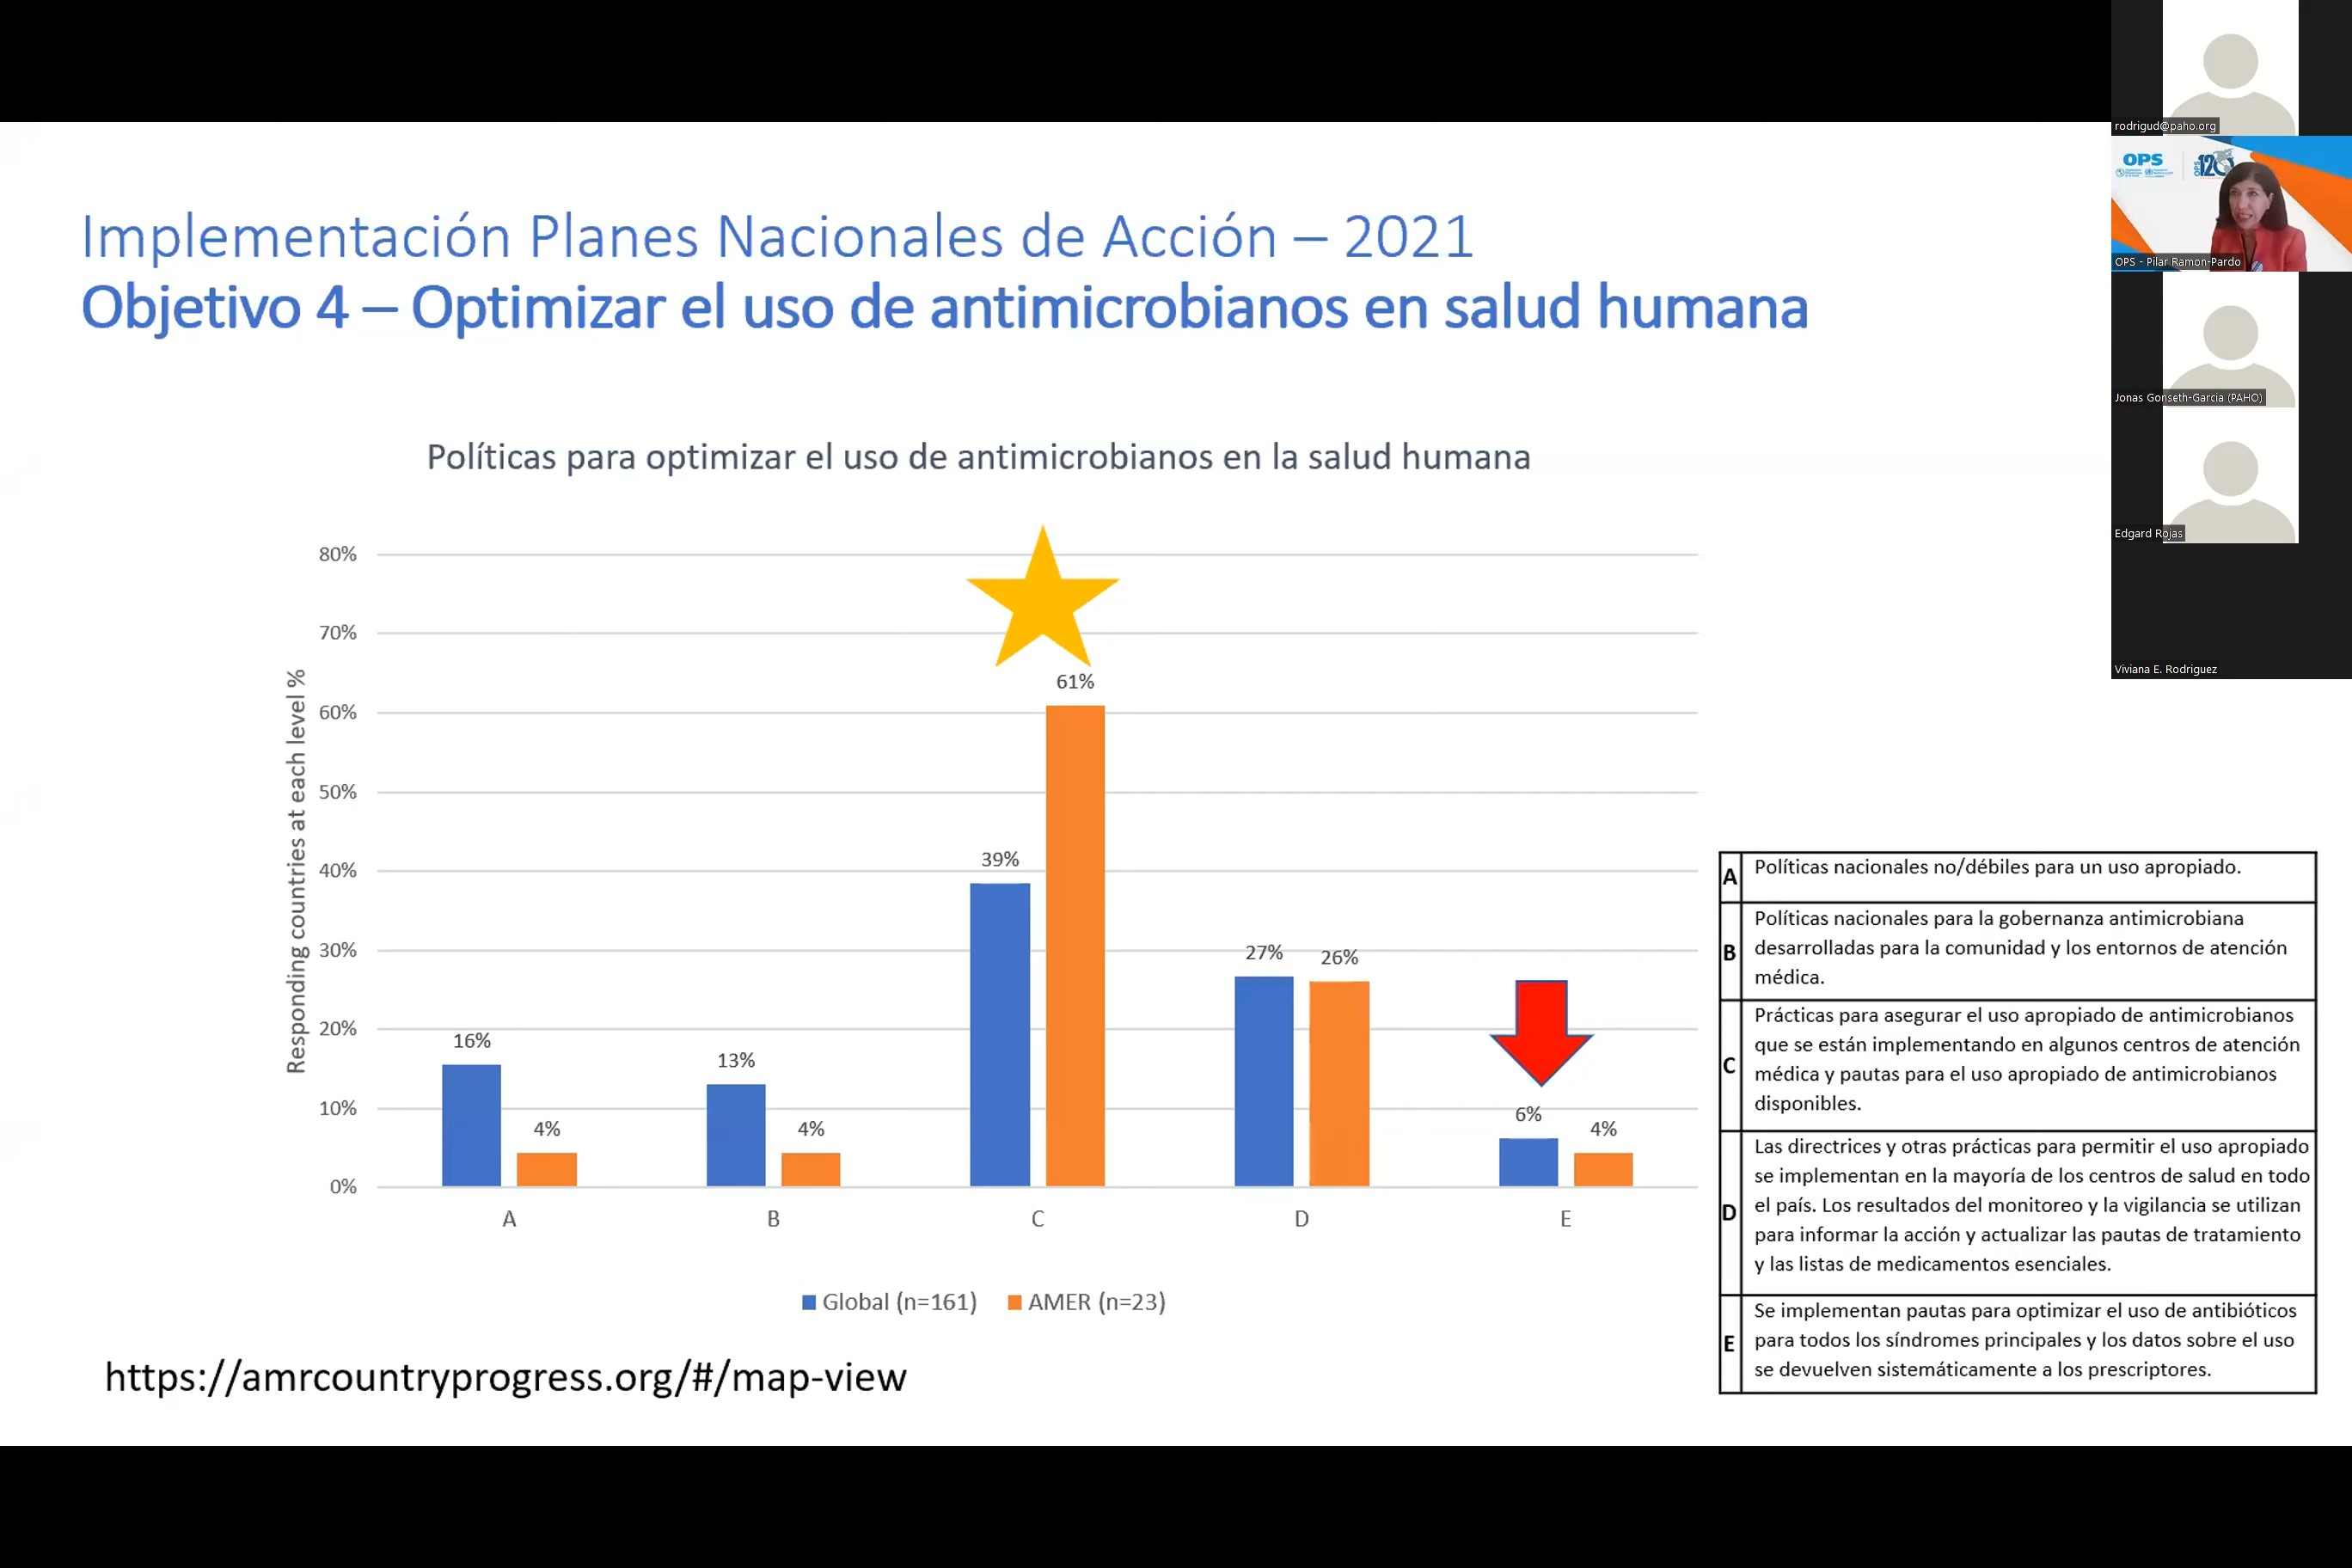 Implementación Planes Nacionales de Acción – 2021
Objetivo 4 – Optimizar el uso de antimicrobianos en salud humana
Políticas para optimizar el uso de antimicrobianos en la salud humana
Responding countries at each level %
80%
70%
60%
50%
40%
30%
20%
10%
0%
16%
4%
13%
4%
39%
61%
27%
26%
6%
4%
A
B
C
D
E
Global (n=161)
AMER (n=23)
https://amrcountryprogress.org/#/map-view
A
Políticas nacionales no/débiles para un uso apropiado.
B
Políticas nacionales para la gobernanza antimicrobiana
desarrolladas para la comunidad y los entornos de atención
médica.
C
Prácticas para asegurar el uso apropiado de antimicrobianos
que se están implementando en algunos centros de atención
médica y pautas para el uso apropiado de antimicrobianos
disponibles.
D
Las directrices y otras prácticas para permitir el uso apropiado
se implementan en la mayoría de los centros de salud en todo
el país. Los resultados del monitoreo y la vigilancia se utilizan
para informar la acción y actualizar las pautas de tratamiento
y las listas de medicamentos esenciales.
E
Se implementan pautas para optimizar el uso de antibióticos
para todos los síndromes principales y los datos sobre el uso
se devuelven sistemáticamente a los prescriptores.
rodrigud@paho.org
OPS
OPS
120
OPS - Pilar Ramon-Pardo
Jonas Gonseth-Garcia (PAHO)
Edgard Rojas
Viviana E. Rodriguez